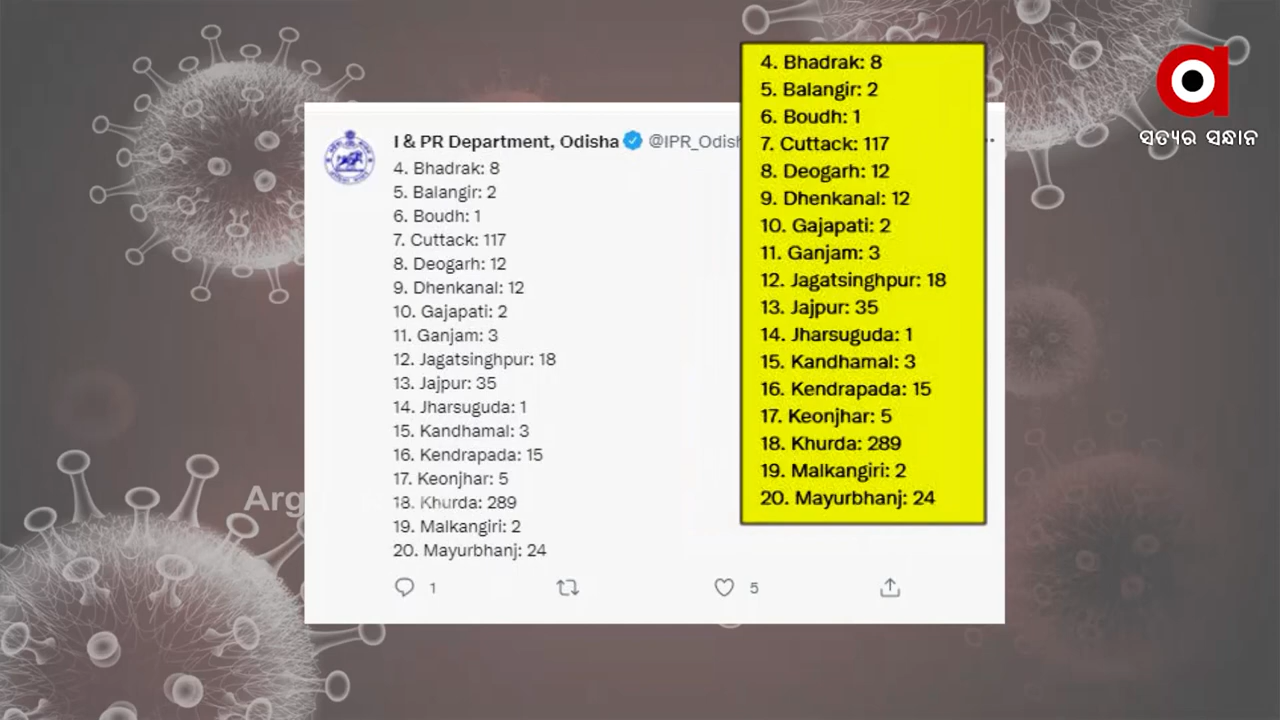 I & PR Department, Odisha @IPR_Odish
4. Bhadrak: 8
5. Balangir: 2
6. Boudh: 1
7. Cuttack: 117
8. Deogarh: 12
9. Dhenkanal: 12
10. Gajapati: 2
11. Ganjam: 3
12. Jagatsinghpur: 18
13. Jajpur: 35
14. Jharsuguda: 1
15. Kandhamal: 3
16. Kendrapada: 15
17. Keonjhar: 5
18. Khurda: 289
19. Malkangiri: 2
20. Mayurbhanj: 24
1 5
4. Bhadrak: 8
5. Balangir: 2
6. Boudh: 1
7. Cuttack: 117
8. Deogarh: 12
9. Dhenkanal: 12
10. Gajapati: 2
11. Ganjam: 3
12. Jagatsinghpur: 18
13. Jajpur: 35
14. Jharsuguda: 1
15. Kandhamal: 3
16. Kendrapada: 15
17. Keonjhar: 5
18. Khurda: 289
19. Malkangiri: 2
20. Mayurbhanj: 24
a
ସତ୍ୟର ସନ୍ଧାନ
Arg